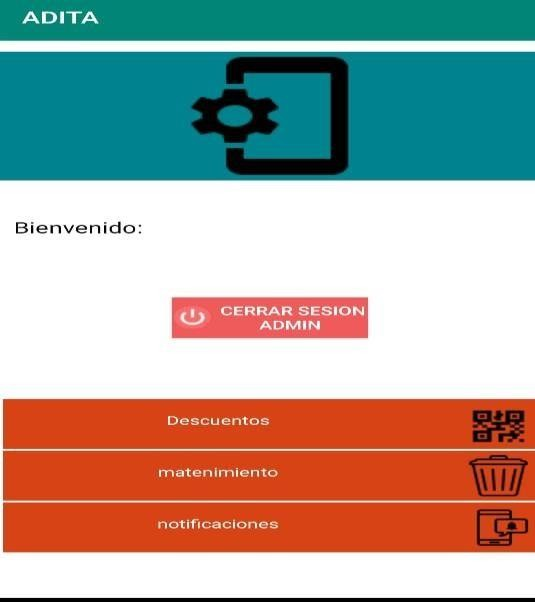 ADITA
Bienvenido:
CERRAR SESION
ADMIN
Descuentos
matenimiento
notificaciones